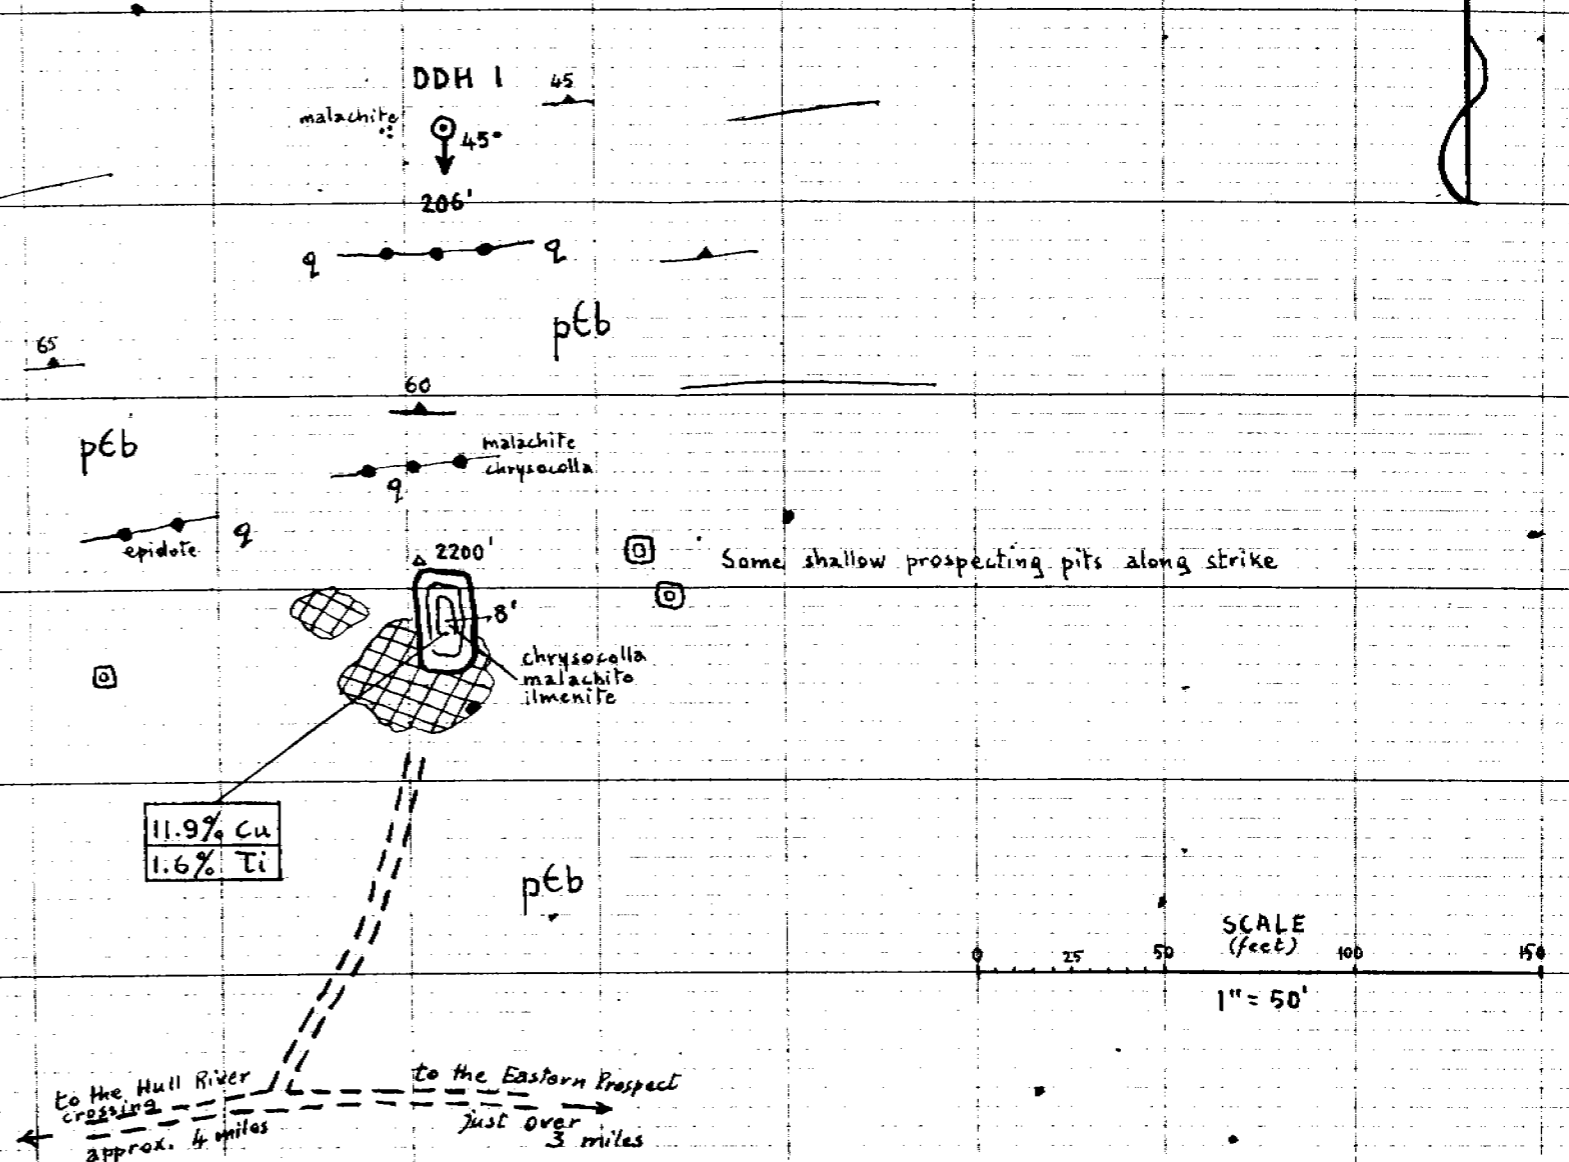 DDH 1
45
malachite
45°
206'
q
q
pЄb
65
60
pЄb
malachite
chrysocolla
q
q
epidote
2200'
Some shallow prospecting pits along strike
8'
chrysocolla
malachite
ilmenite
11.9% Cu
1.6% Ti
pЄb
SCALE
(feet)
0 25 50 100 150
1" = 50'
to the Hull River
crossing
approx. 4 miles
to the Eastern Prospect
just over
3 miles